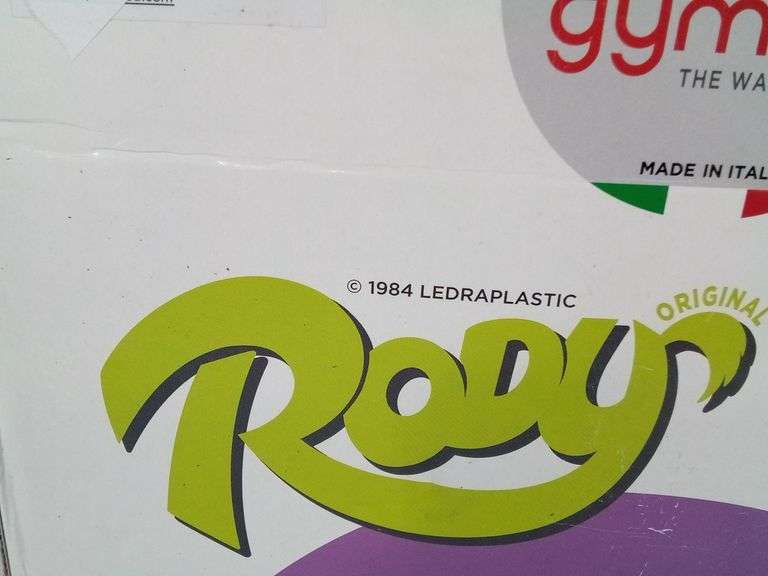 gym
THE WA
MADE IN ITAL
© 1984 LEDRAPLASTIC
ORIGINAL
RODY